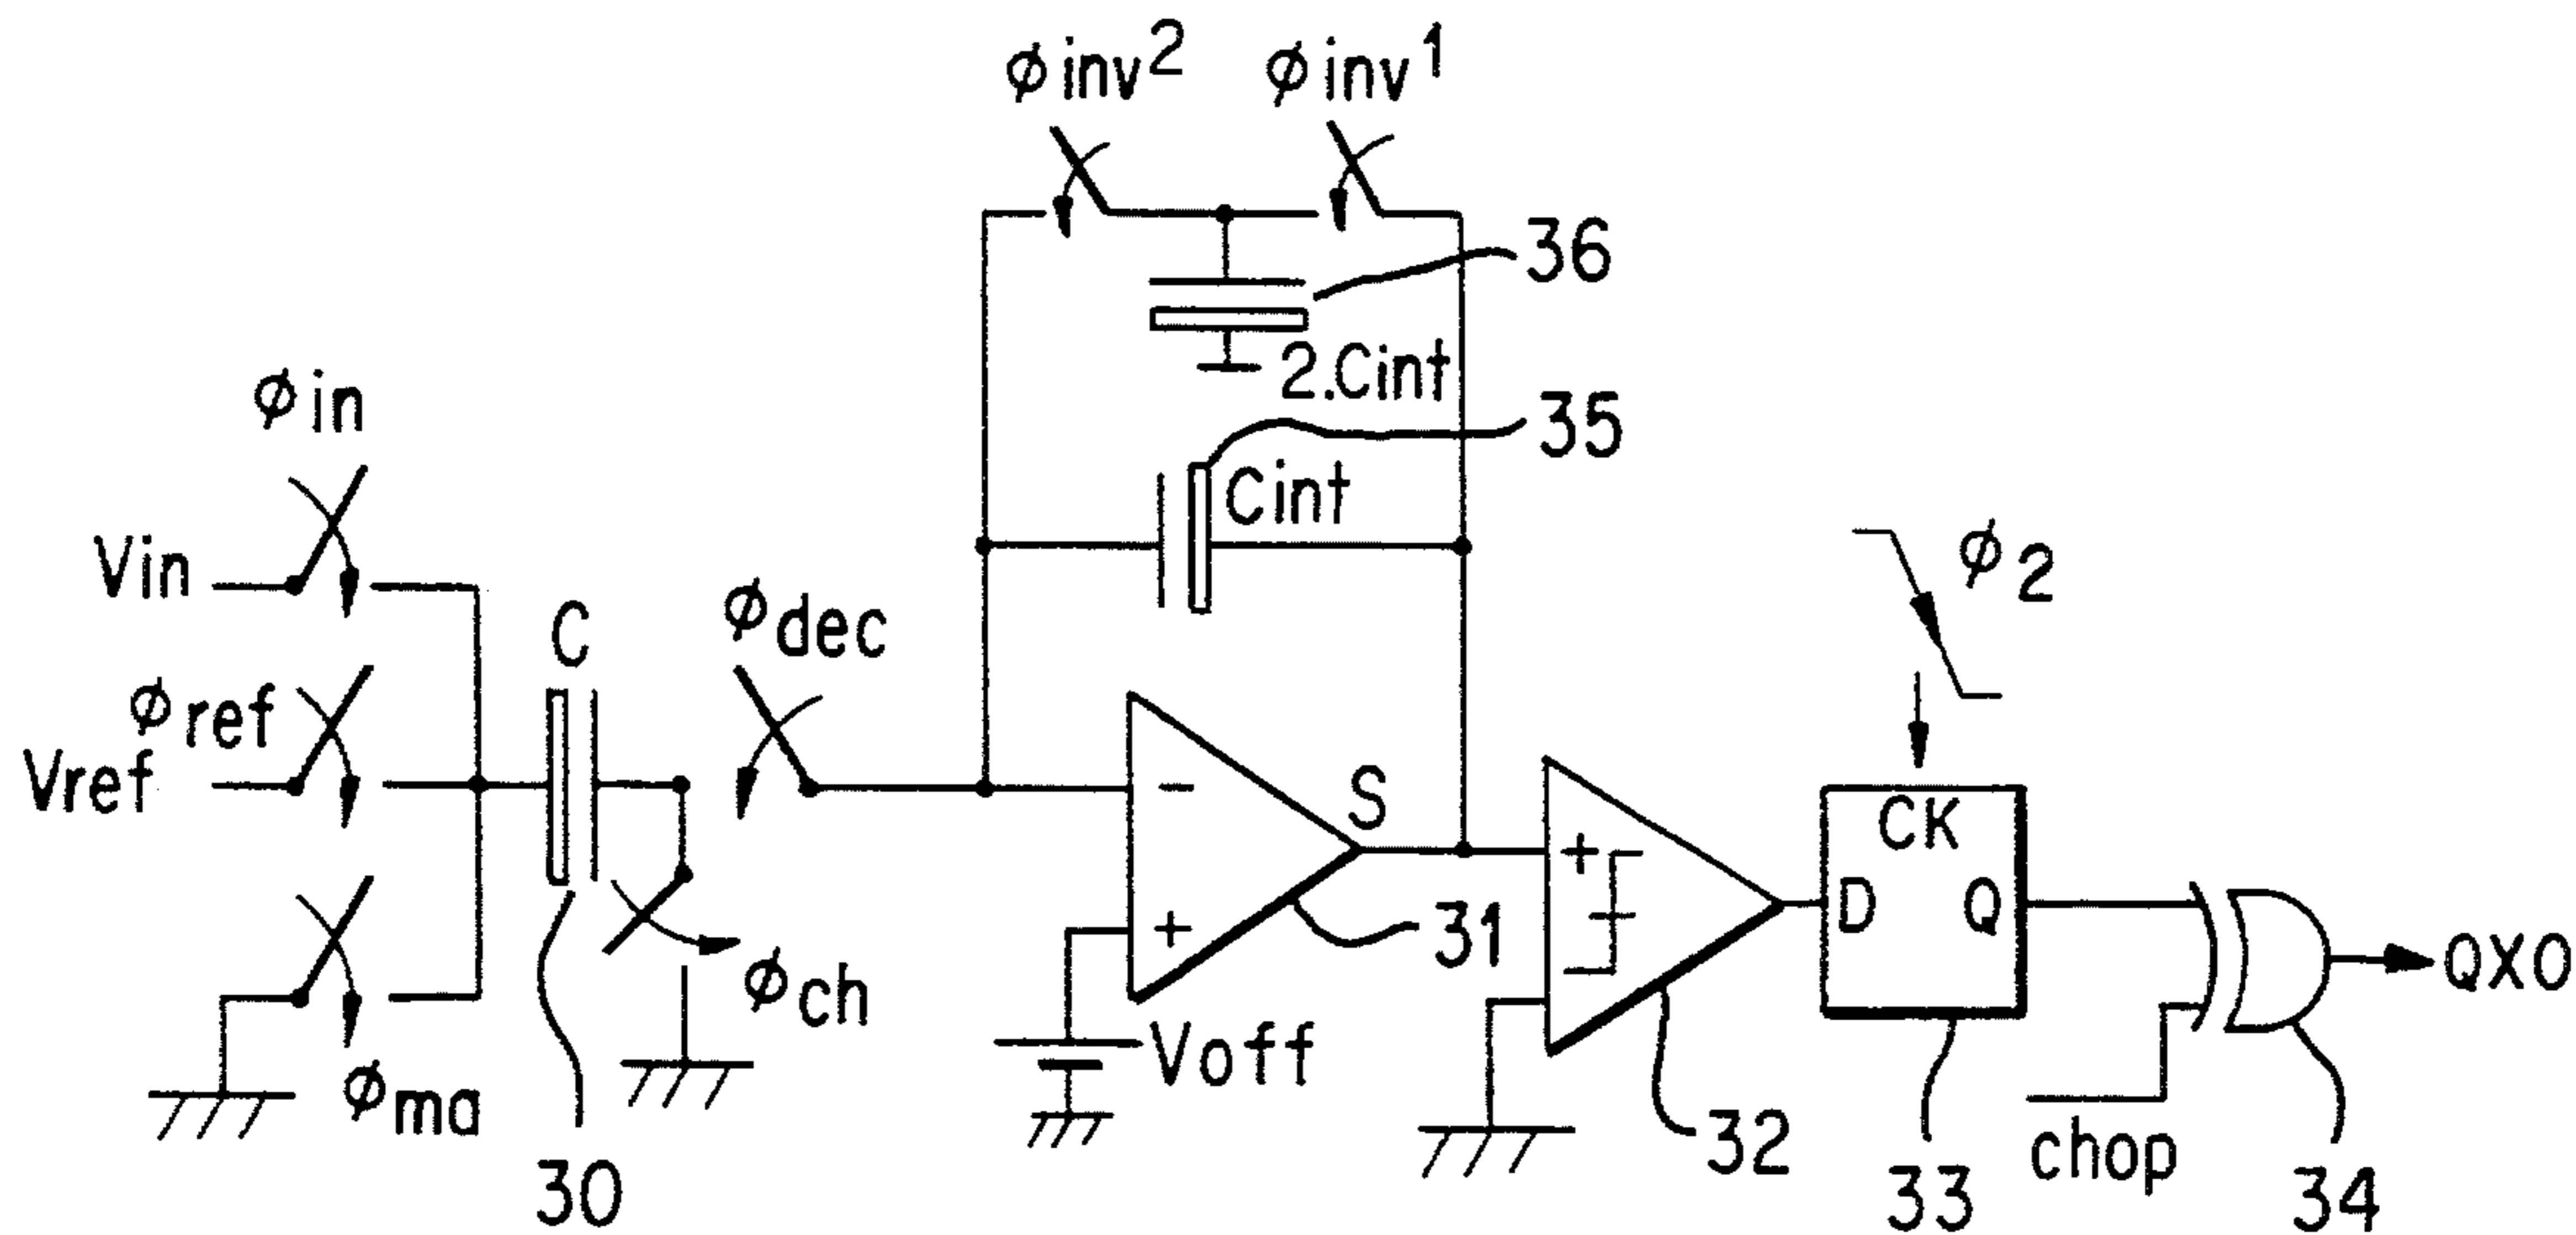 φinv2
φinv1
36
2.Cint
35
Cint
φin
Vin
C
φdec
φref
Vref
φ2
S
-
+
+
CK
D
Q
31
QXO
φch
Voff
φma
30
32
33
chop
34